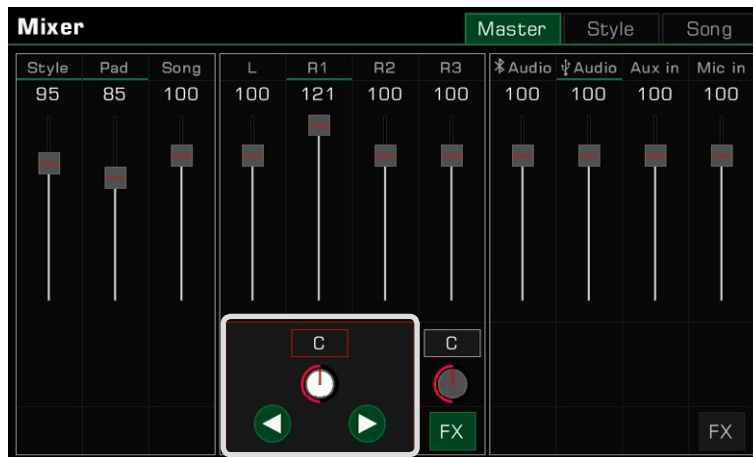 Mixer Master Style Song
Style Pad Song L R1 R2 R3 Audio Audio Aux in Mic in
95 85 100 100 121 100 100 100 100 100 100
C C
FX FX